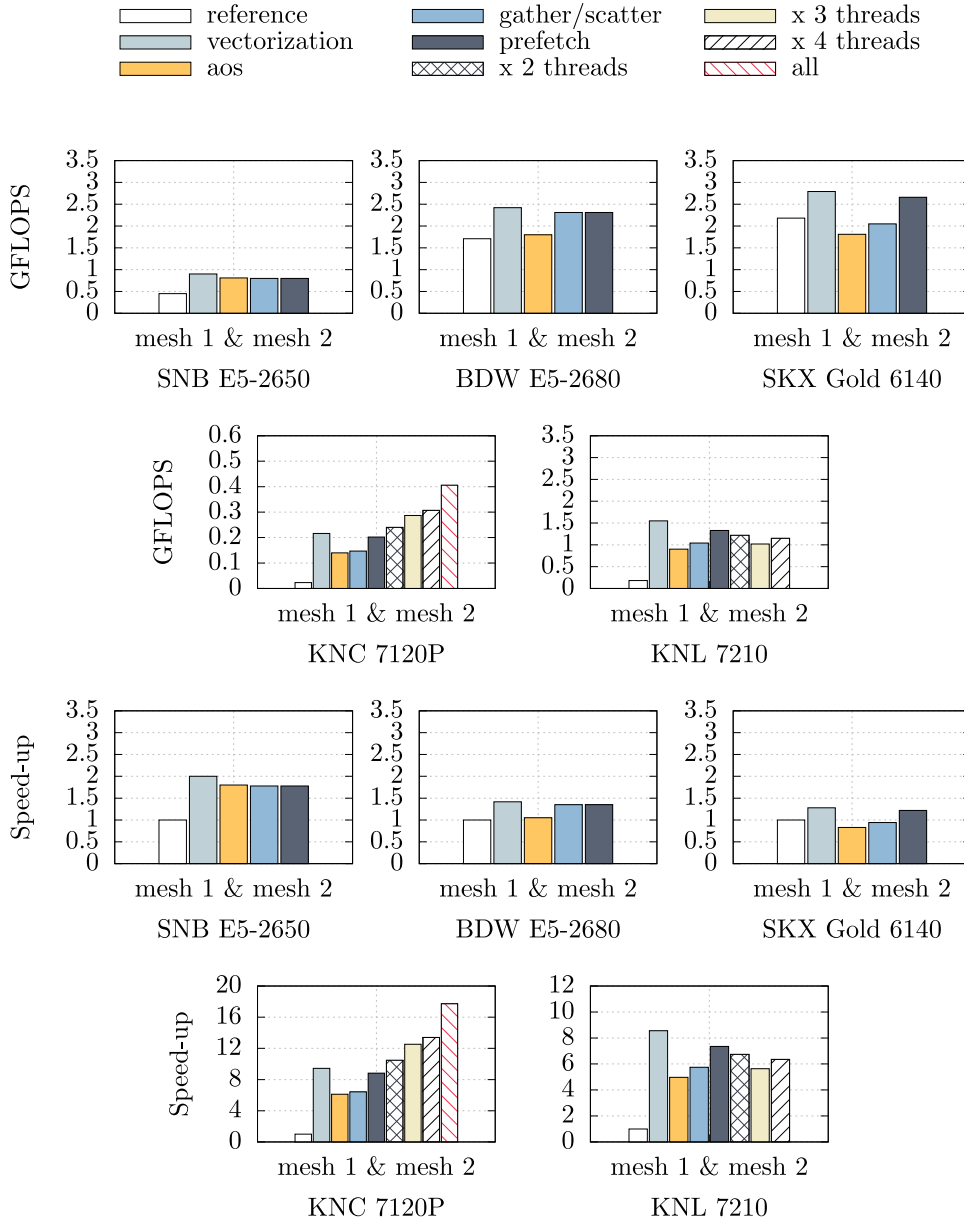 reference gather/scatter x 3 threads
vectorization prefetch x 4 threads
aos x 2 threads all
GFLOPS
3.5 3 2.5 2 1.5 1 0.5 0
mesh 1 & mesh 2
SNB E5-2650
3.5 3 2.5 2 1.5 1 0.5 0
mesh 1 & mesh 2
BDW E5-2680
3.5 3 2.5 2 1.5 1 0.5 0
mesh 1 & mesh 2
SKX Gold 6140
GFLOPS
0.6 0.5 0.4 0.3 0.2 0.1 0
mesh 1 & mesh 2
KNC 7120P
3.5 3 2.5 2 1.5 1 0.5 0
mesh 1 & mesh 2
KNL 7210
Speed-up
3.5 3 2.5 2 1.5 1 0.5 0
mesh 1 & mesh 2
SNB E5-2650
3.5 3 2.5 2 1.5 1 0.5 0
mesh 1 & mesh 2
BDW E5-2680
3.5 3 2.5 2 1.5 1 0.5 0
mesh 1 & mesh 2
SKX Gold 6140
Speed-up
20 16 12 8 4 0
mesh 1 & mesh 2
KNC 7120P
12 10 8 6 4 2 0
mesh 1 & mesh 2
KNL 7210